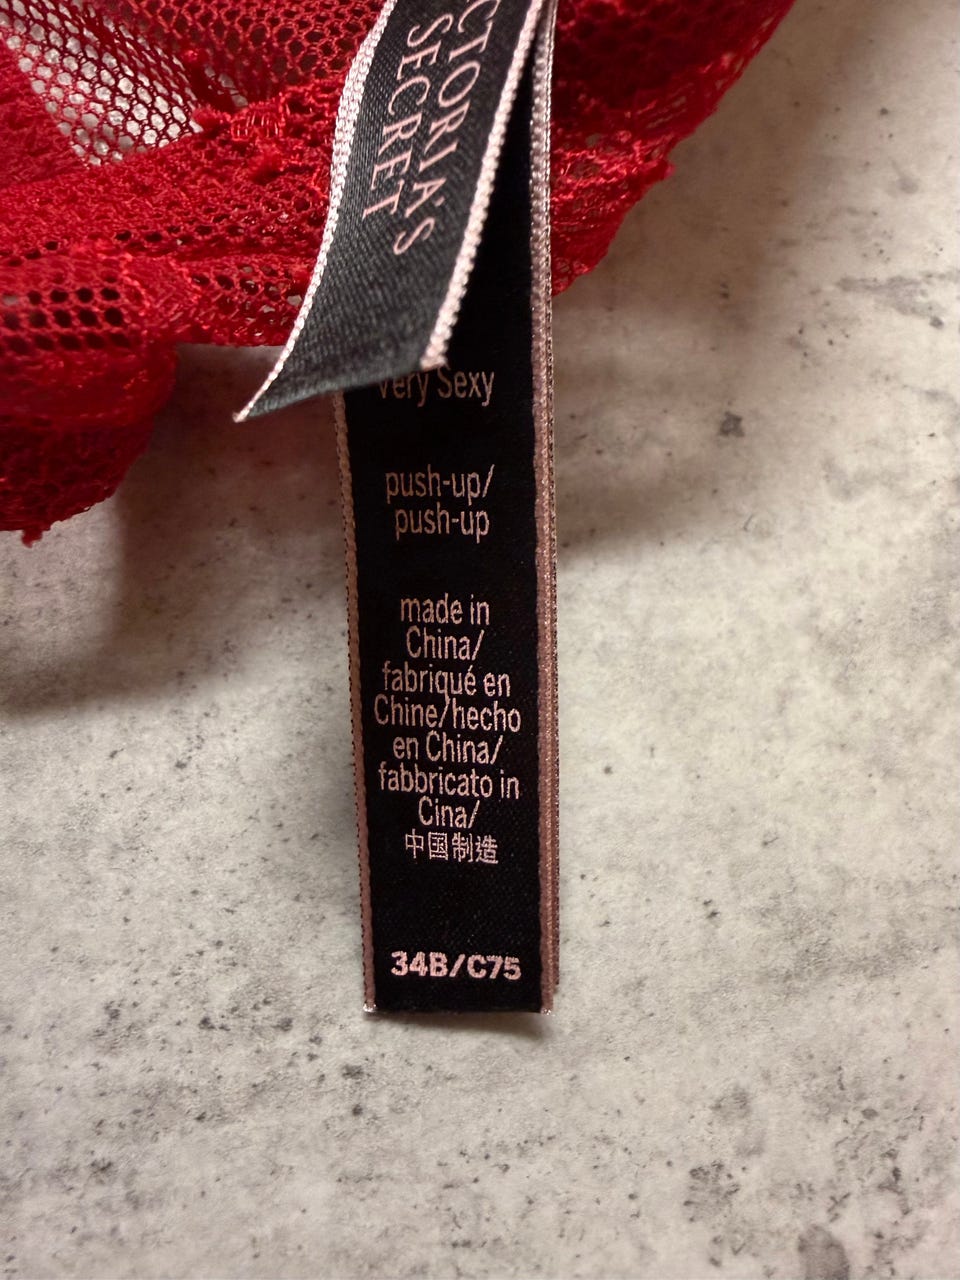 CTORIA'S
SECRET
Very Sexy
push-up/
push-up
made in
China/
fabriqué en
Chine/hecho
en China/
fabbricato in
Cina/
中国制造
34B/C75